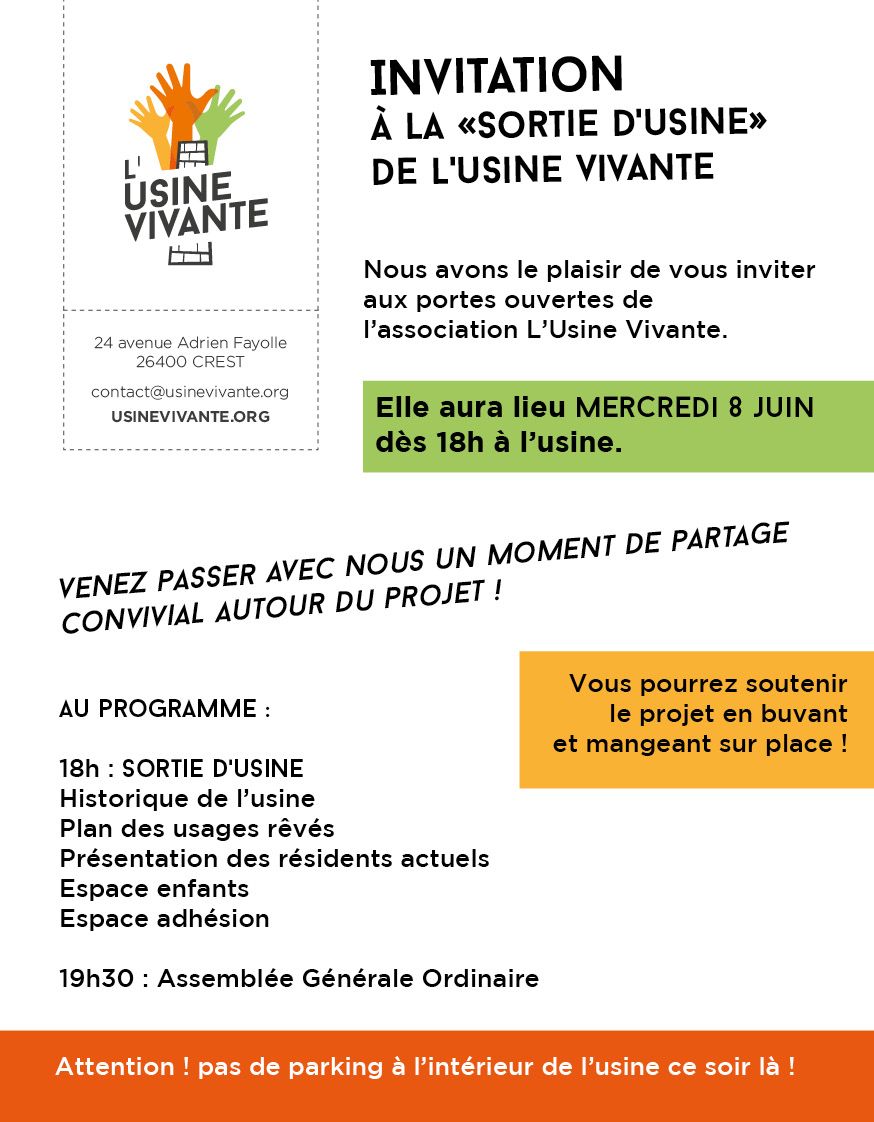 L'
USINE
VIVANTE
24 avenue Adrien Fayolle
26400 CREST
contact@usinevivante.org
USINEVIVANTE.ORG
INVITATION
À LA «SORTIE D'USINE»
DE L'USINE VIVANTE
Nous avons le plaisir de vous inviter
aux portes ouvertes de
l’association L’Usine Vivante.
Elle aura lieu MERCREDI 8 JUIN
dès 18h à l’usine.
VENEZ PASSER AVEC NOUS UN MOMENT DE PARTAGE
CONVIVIAL AUTOUR DU PROJET !
Vous pourrez soutenir
le projet en buvant
et mangeant sur place !
AU PROGRAMME :
18h : SORTIE D'USINE
Historique de l’usine
Plan des usages rêvés
Présentation des résidents actuels
Espace enfants
Espace adhésion
19h30 : Assemblée Générale Ordinaire
Attention ! pas de parking à l’intérieur de l’usine ce soir là !